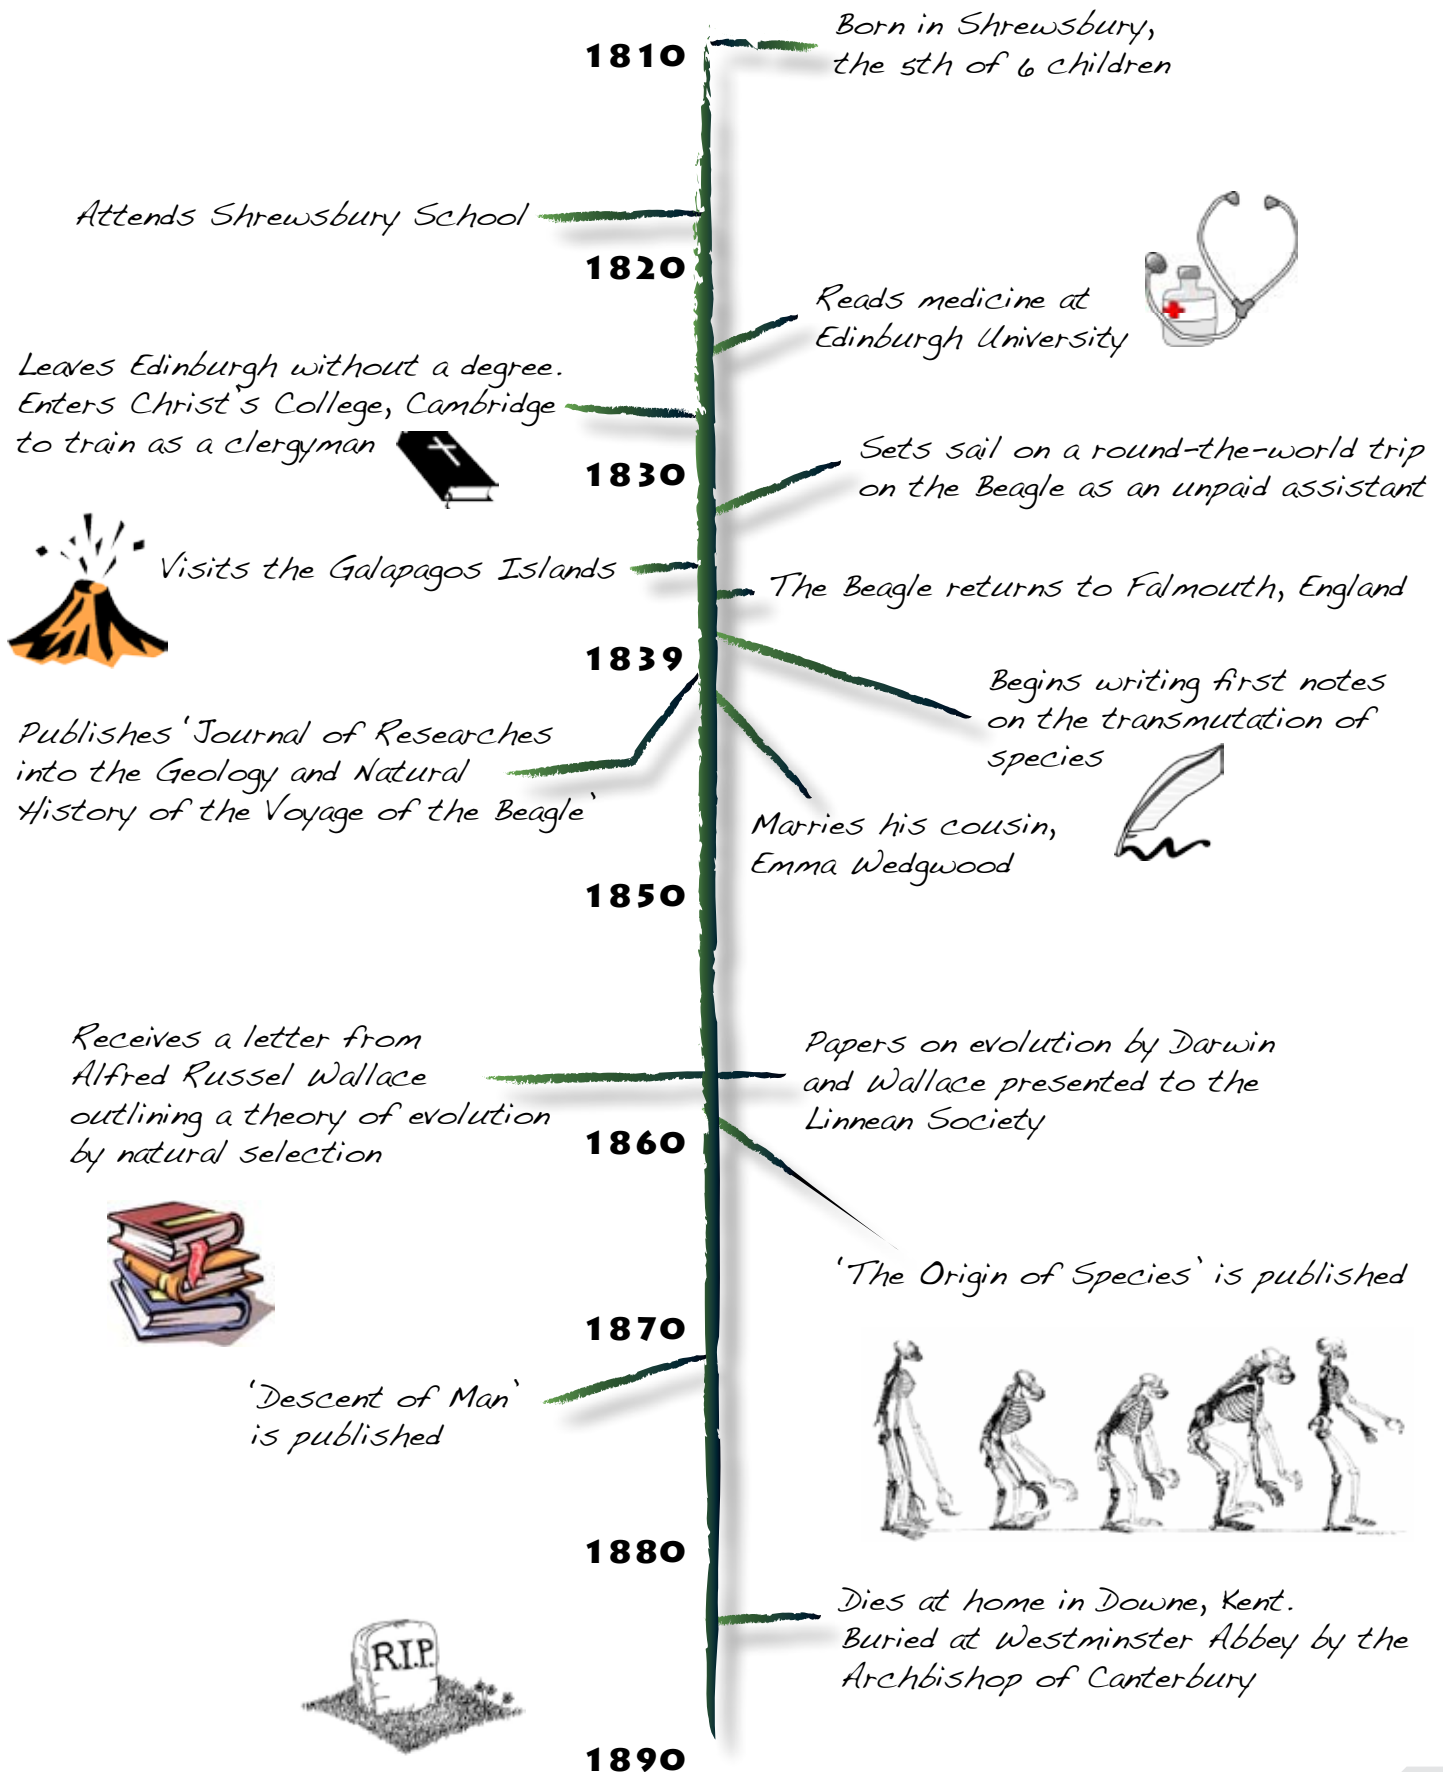 1810
Born in Shrewsbury,
the 5th of 6 children
Attends Shrewsbury School
1820
Reads medicine at
Edinburgh University
Leaves Edinburgh without a degree.
Enters Christ's College, Cambridge
to train as a clergyman
1830
Sets sail on a round-the-world trip
on the Beagle as an unpaid assistant
Visits the Galapagos Islands
The Beagle returns to Falmouth, England
1839
Begins writing first notes
on the transmutation of
species
Publishes 'Journal of Researches
into the Geology and Natural
History of the Voyage of the Beagle'
Marries his cousin,
Emma Wedgwood
1850
Receives a letter from
Alfred Russel Wallace
outlining a theory of evolution
by natural selection
Papers on evolution by Darwin
and Wallace presented to the
Linnean Society
1860
'The Origin of Species' is published
1870
'Descent of Man'
is published
1880
Dies at home in Downe, Kent.
Buried at Westminster Abbey by the
Archbishop of Canterbury
R.I.P.
1890